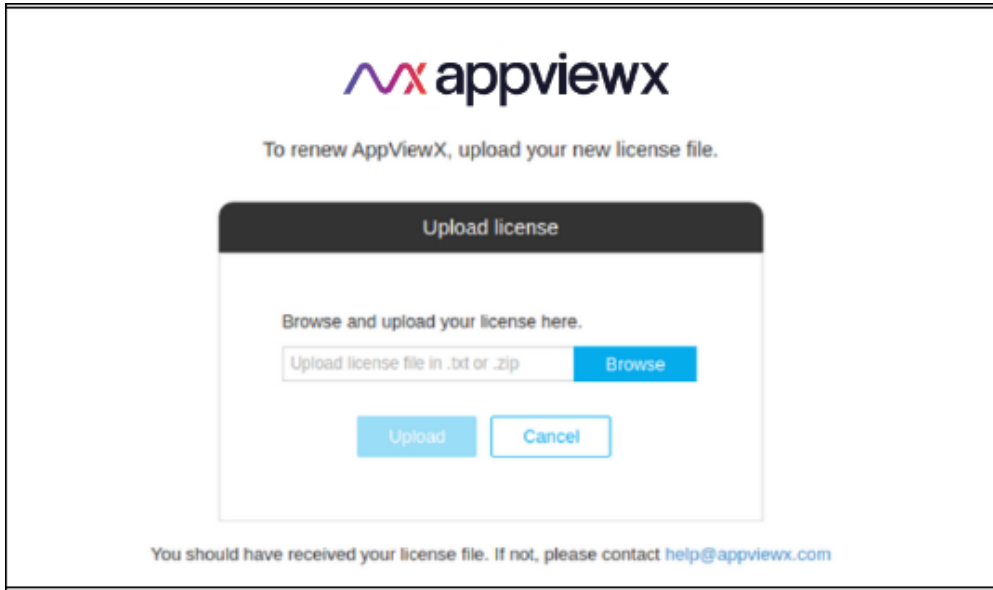 appviewx
To renew AppViewX, upload your new license file.
Upload license
Browse and upload your license here.
Upload license file in .txt or .zip
Browse
Upload
Cancel
You should have received your license file. If not, please contact help@appviewx.com